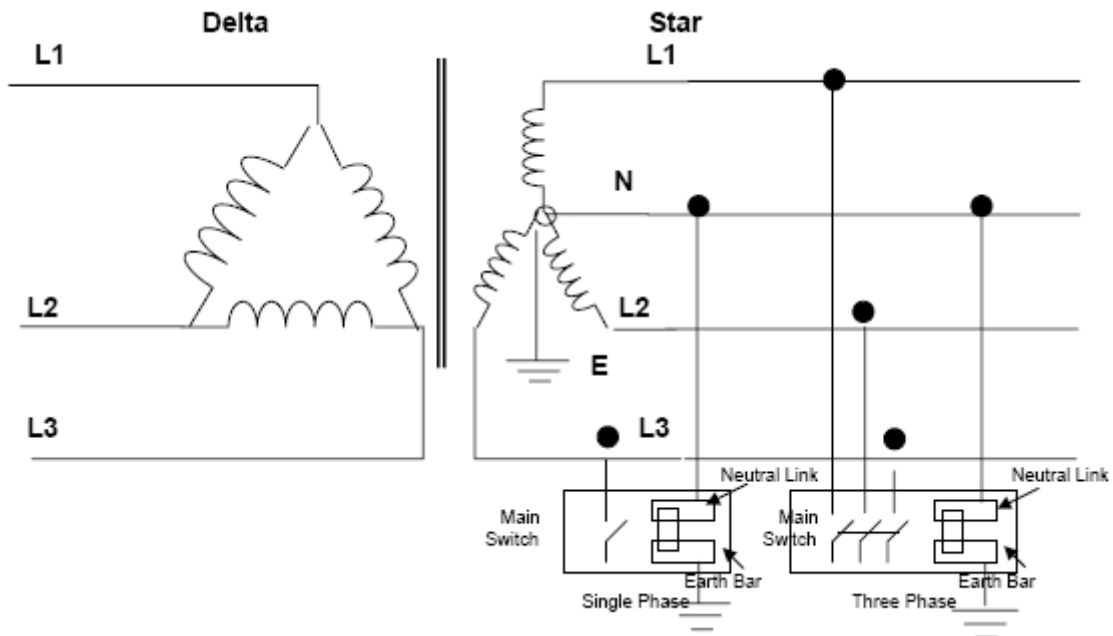 Delta
Star
L1
L1
N
L2
L2
E
L3
L3
Neutral Link
Neutral Link
Main
Switch
Main
Switch
Earth Bar
Earth Bar
Single Phase
Three Phase